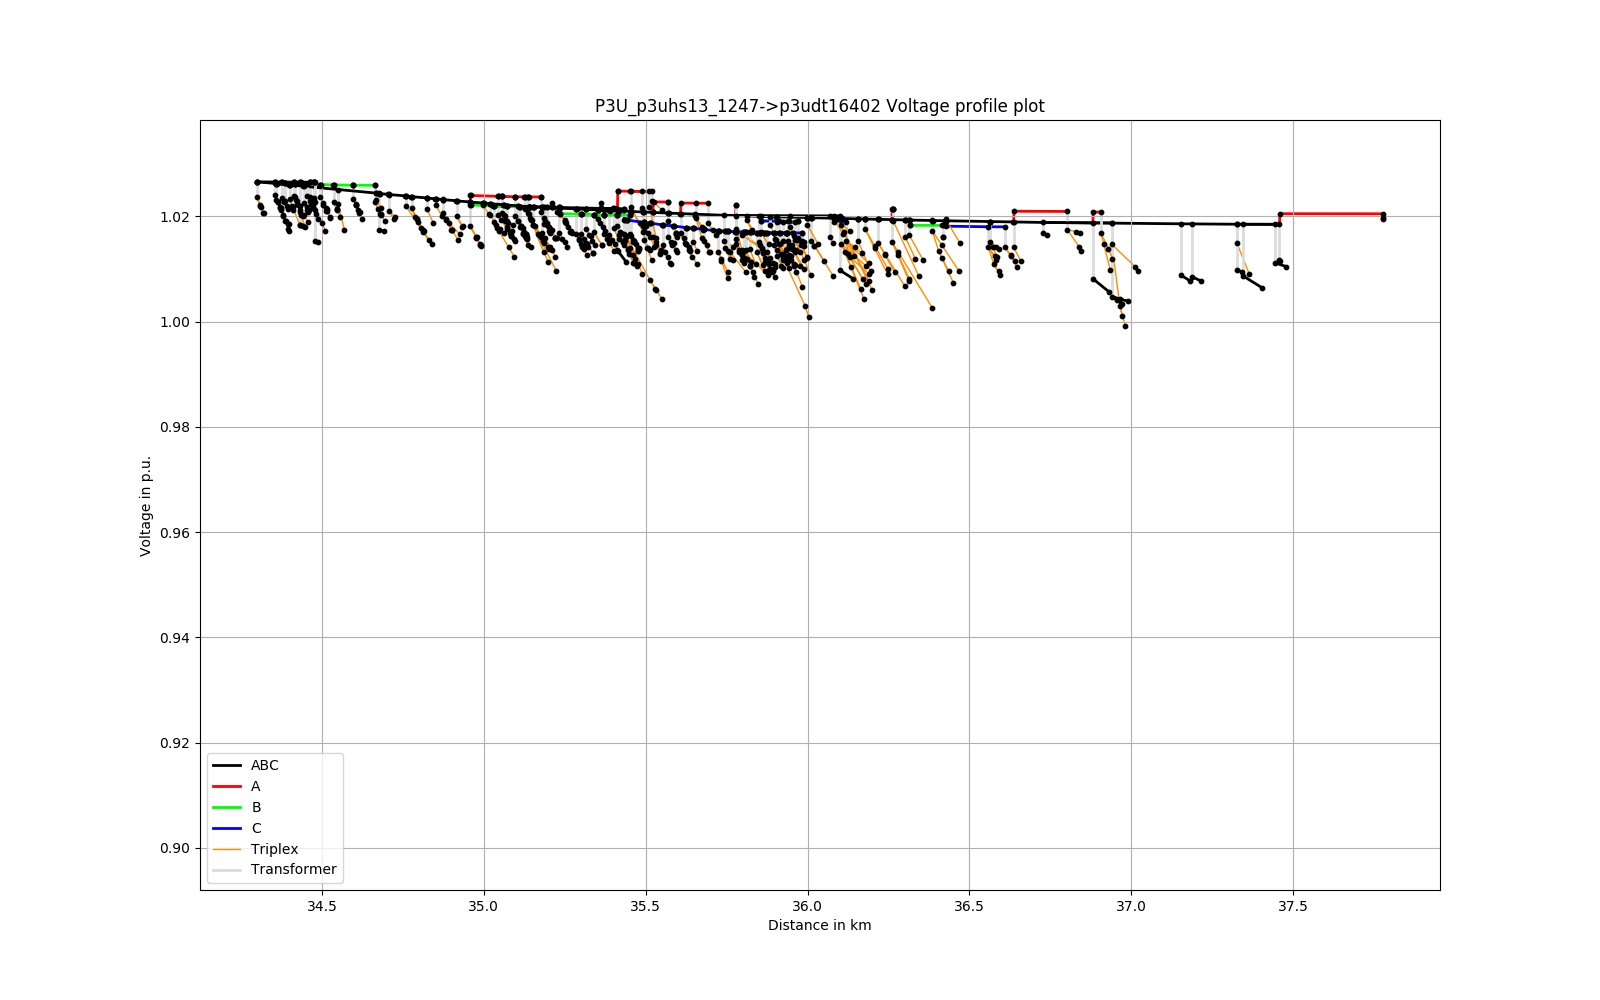 P3U_p3uhs13_1247->p3udt16402 Voltage profile plot
Voltage in p.u.
1.02
1.00
0.98
0.96
0.94
0.92
0.90
ABC
A
B
C
Triplex
Transformer
34.5 35.0 35.5 36.0 36.5 37.0 37.5
Distance in km